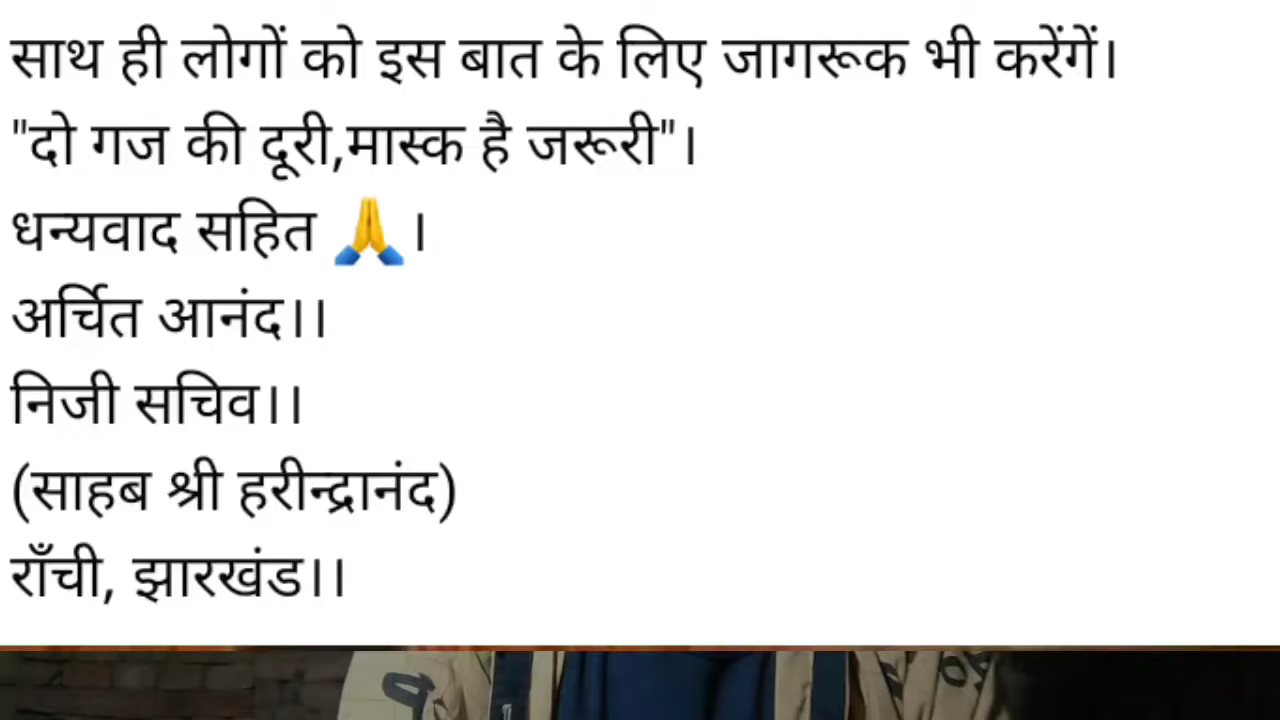 साथ ही लोगों को इस बात के लिए जागरूक भी करेंगें।
"दो गज की दूरी,मास्क है जरूरी"।
धन्यवाद सहित 🙏।
अर्चित आनंद।।
निजी सचिव।।
(साहब श्री हरीन्द्रानंद)
राँची, झारखंड।।